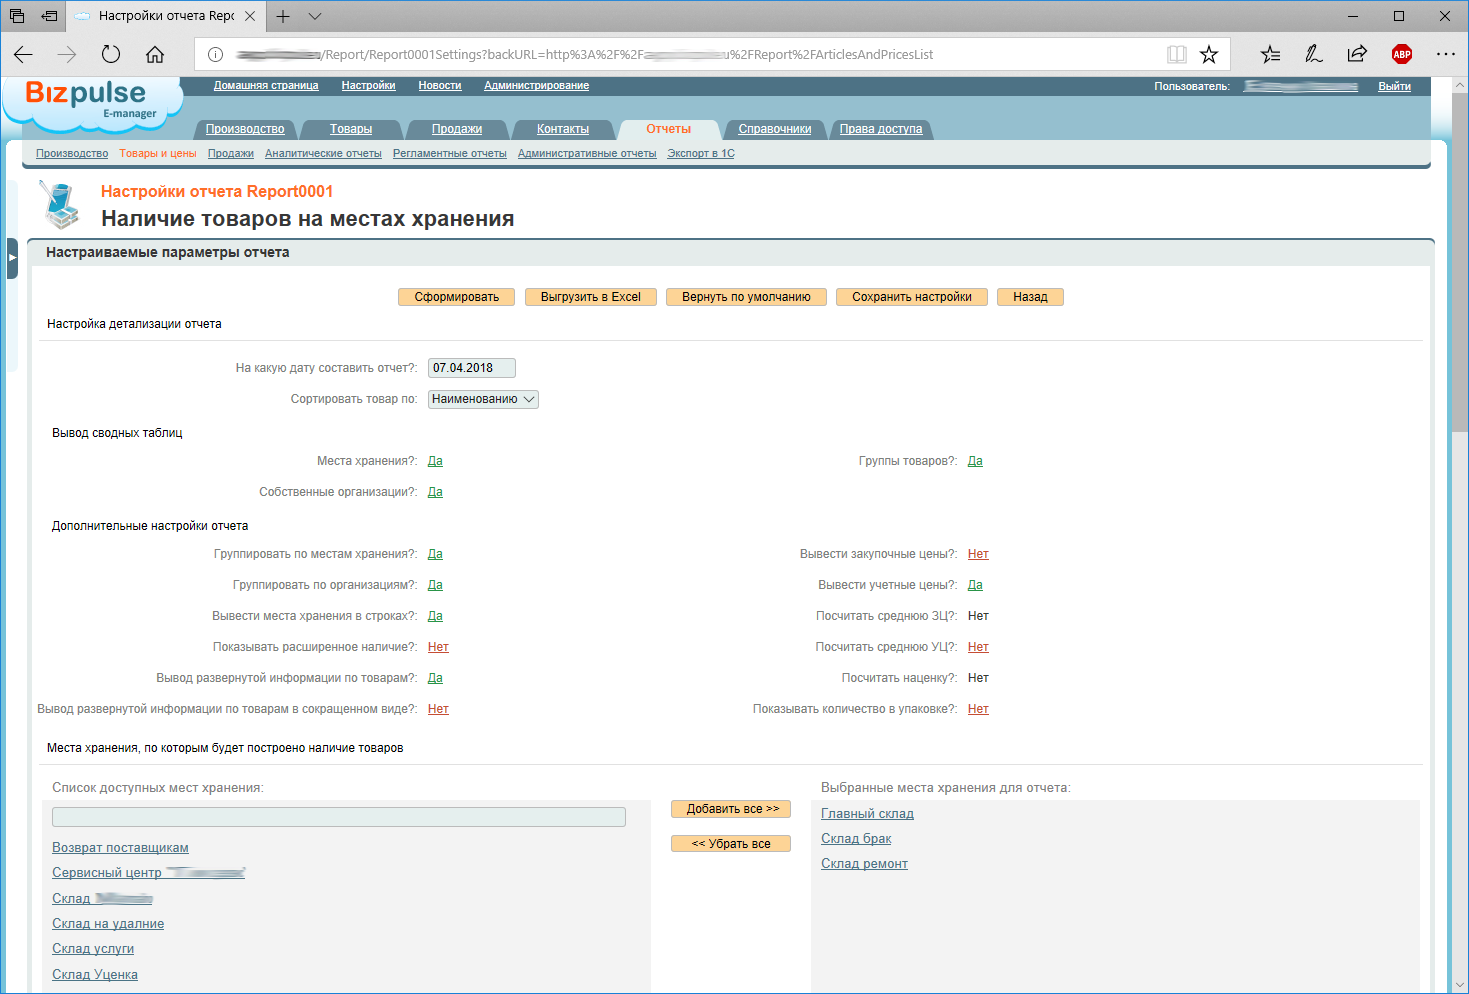 Настройки отчета Repo
/Report/Report0001Settings?backURL=http%3A%2F%2F u%2FReport%2FArticlesAndPricesList
ABP
Bizpulse
E-manager
Домашняя страница Настройки Новости Администрирование
Пользователь: Выйти
Производство Товары Продажи Контакты Отчеты Справочники Права доступа
Производство Товары и цены Продажи Аналитические отчеты Регламентные отчеты Административные отчеты Экспорт в 1С
Настройки отчета Report0001
Наличие товаров на местах хранения
Настраиваемые параметры отчета
Сформировать Выгрузить в Excel Вернуть по умолчанию Сохранить настройки Назад
Настройка детализации отчета
На какую дату составить отчет?: 07.04.2018
Сортировать товар по: Наименованию
Вывод сводных таблиц
Места хранения?: Да Группы товаров?: Да
Собственные организации?: Да
Дополнительные настройки отчета
Группировать по местам хранения?: Да Вывести закупочные цены?: Нет
Группировать по организациям?: Да Вывести учетные цены?: Да
Вывести места хранения в строках?: Да Посчитать среднюю ЗЦ?: Нет
Показывать расширенное наличие?: Нет Посчитать среднюю УЦ?: Нет
Вывод развернутой информации по товарам?: Да Посчитать наценку?: Нет
Вывод развернутой информации по товарам в сокращенном виде?: Нет Показывать количество в упаковке?: Нет
Места хранения, по которым будет построено наличие товаров
Список доступных мест хранения: Выбранные места хранения для отчета:
Добавить все >> Главный склад
<< Убрать все Склад брак
Возврат поставщикам Склад ремонт
Сервисный центр
Склад
Склад на удалние
Склад услуги
Склад Уценка